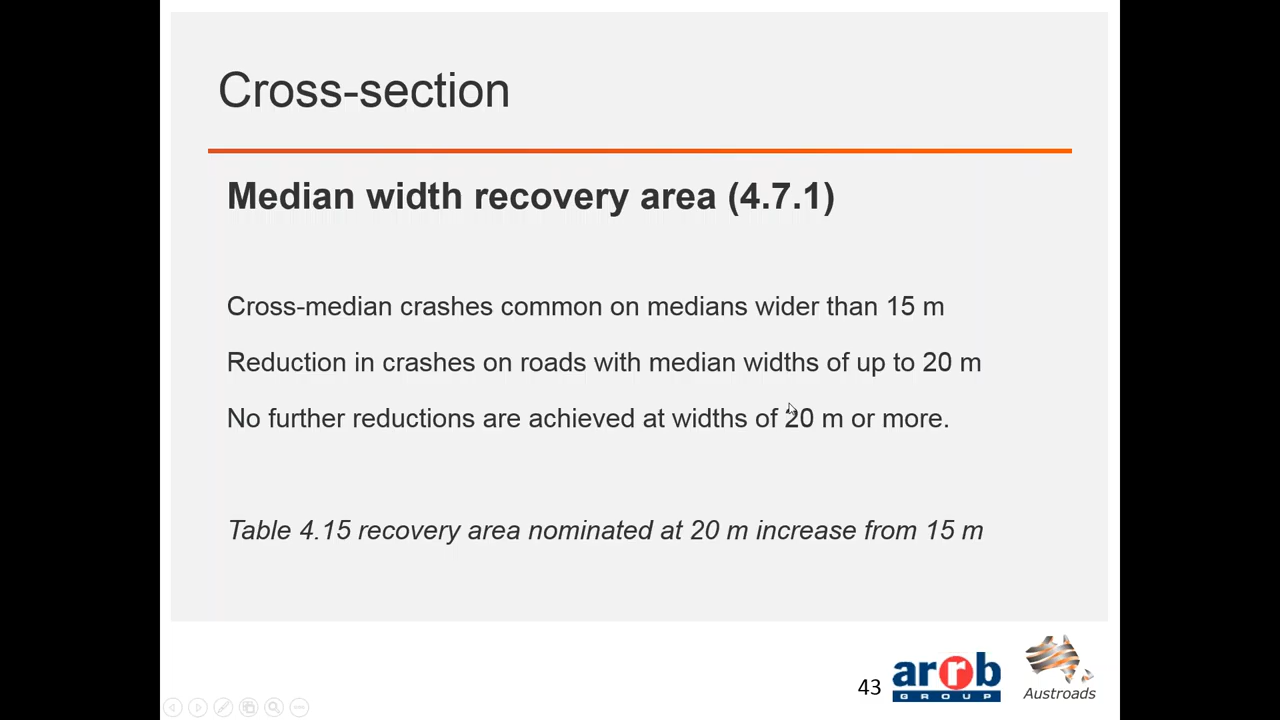 Cross-section
Median width recovery area (4.7.1)
Cross-median crashes common on medians wider than 15 m
Reduction in crashes on roads with median widths of up to 20 m
No further reductions are achieved at widths of 20 m or more.
Table 4.15 recovery area nominated at 20 m increase from 15 m
43
arrb
GROUP
Austroads